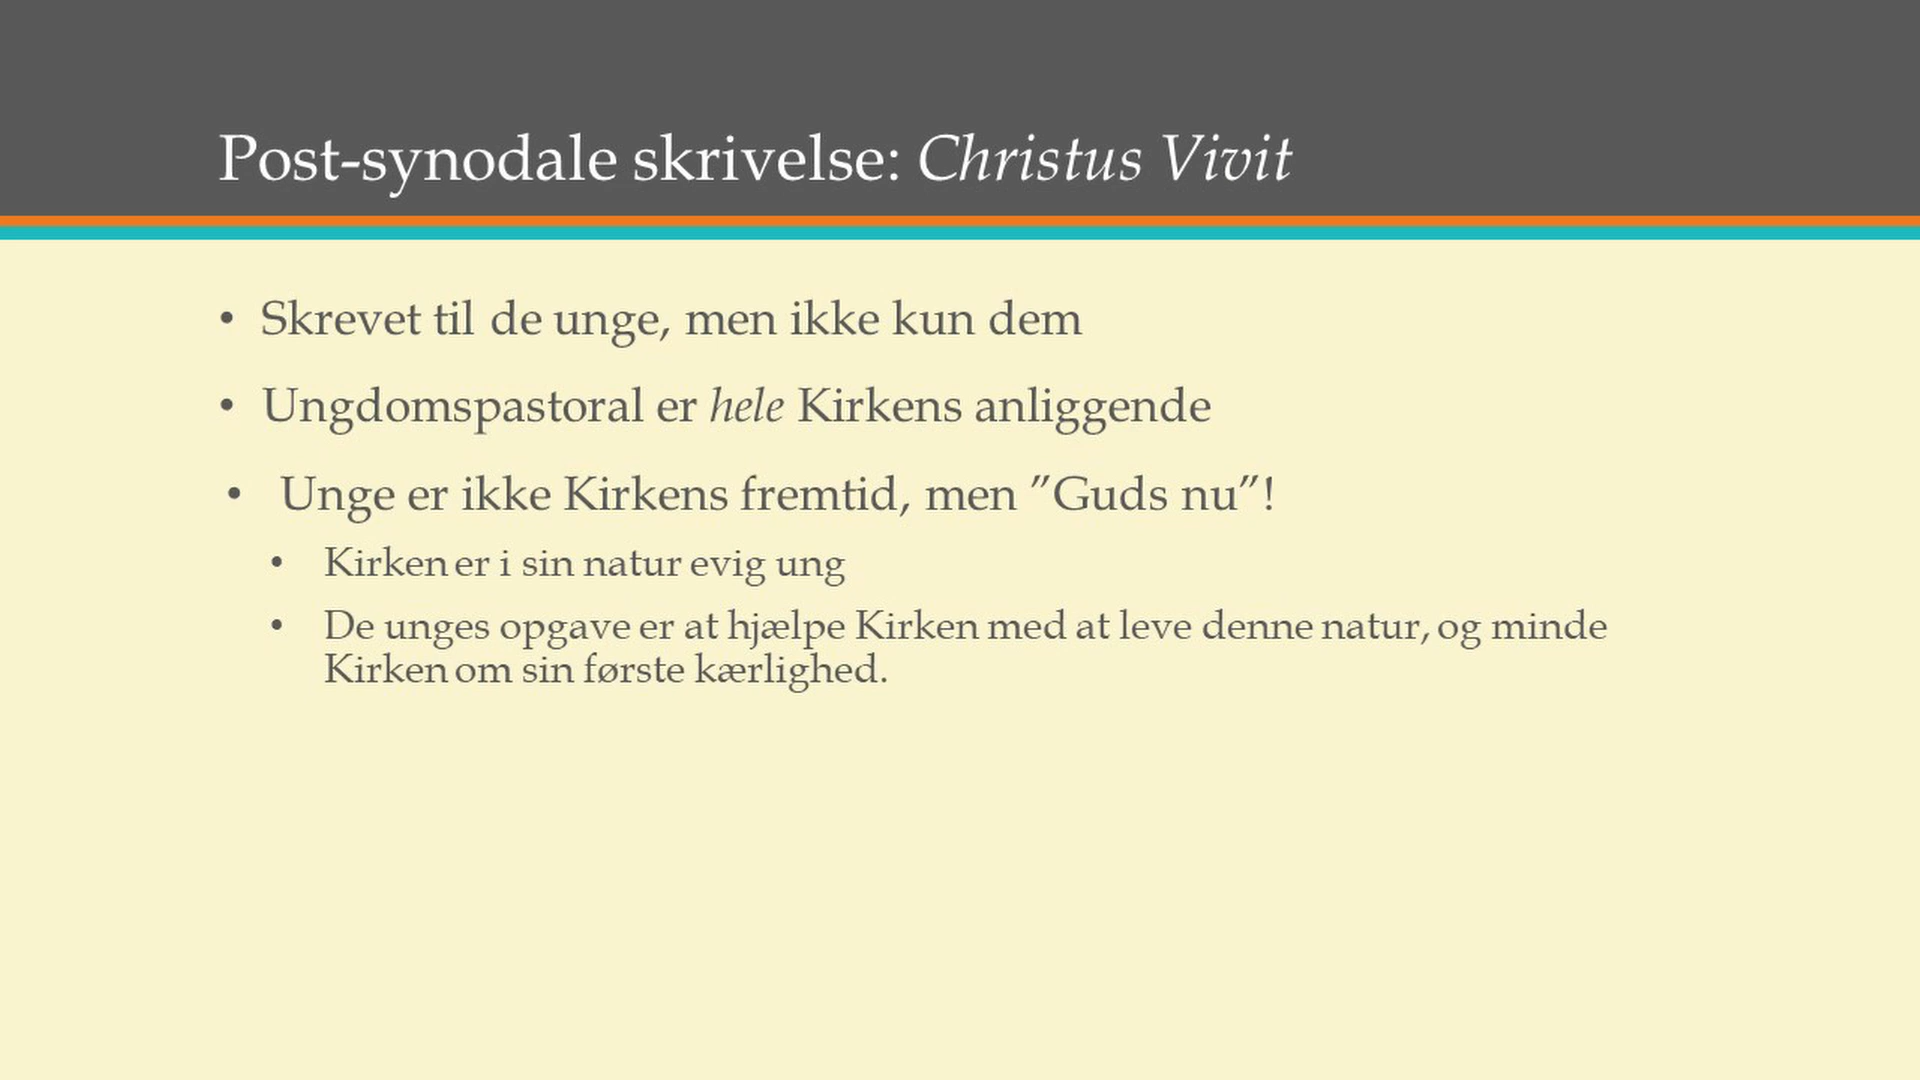 Post-synodale skrivelse: Christus Vivit
• Skrevet til de unge, men ikke kun dem
• Ungdomspastoral er hele Kirkens anliggende
• Unge er ikke Kirkens fremtid, men ”Guds nu”!
• Kirken er i sin natur evig ung
• De unges opgave er at hjælpe Kirken med at leve denne natur, og minde
Kirken om sin første kærlighed.